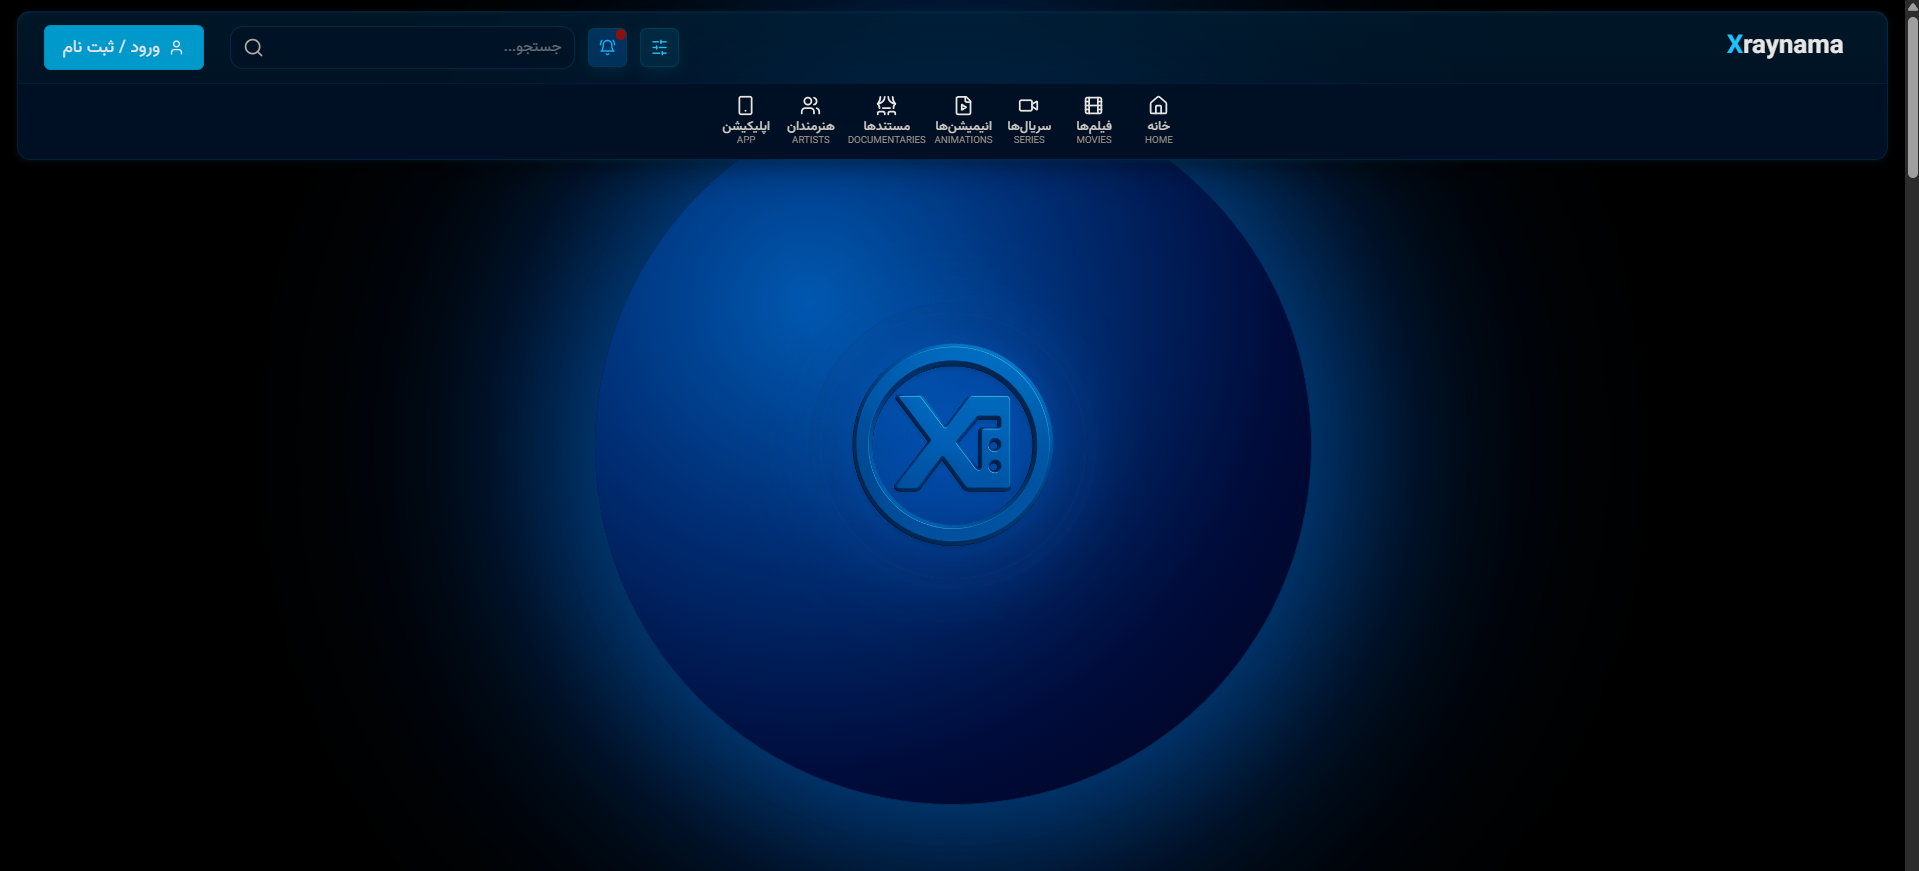 Xraynama
جستجو...
ورود / ثبت نام
خانه
HOME
فیلم‌ها
MOVIES
سریال‌ها
SERIES
انیمیشن‌ها
ANIMATIONS
مستندها
DOCUMENTARIES
هنرمندان
ARTISTS
اپلیکیشن
APP